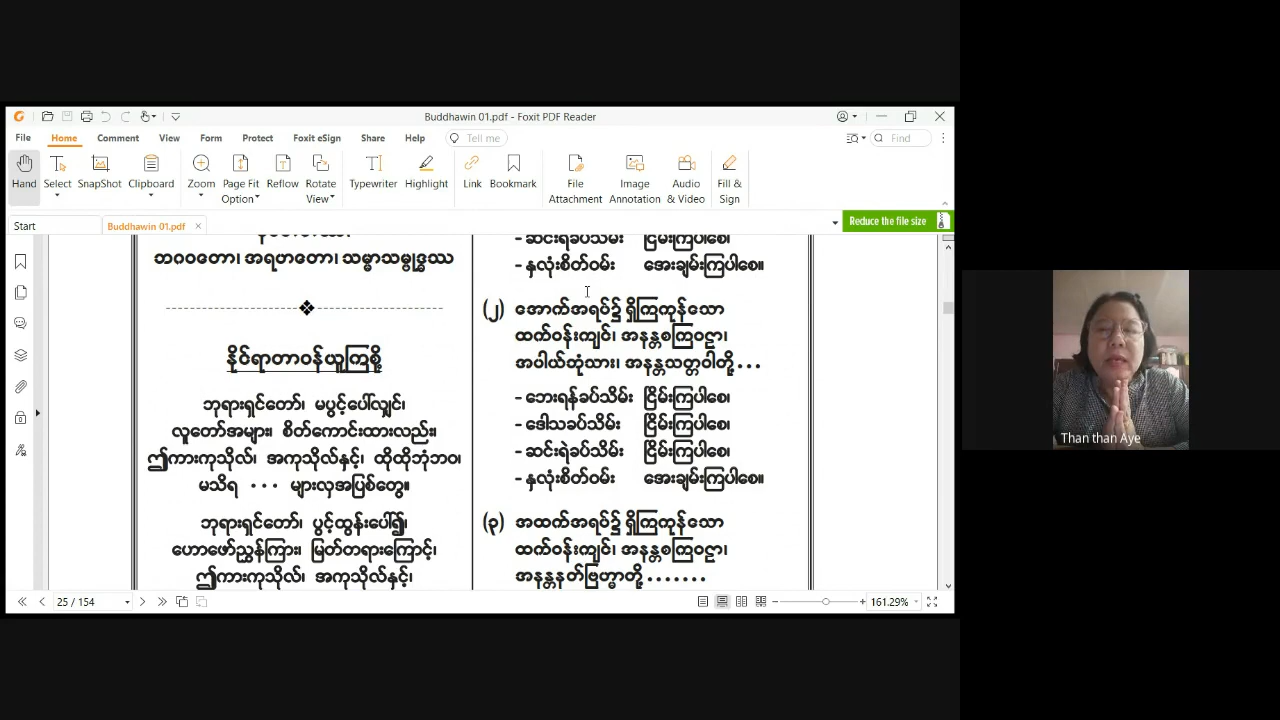 Buddhawin 01.pdf - Foxit PDF Reader
File
Home
Comment
View
Form
Protect
Foxit eSign
Share
Help
Tell me
Find
Hand
Select
SnapShot
Clipboard
Zoom
Page Fit Option
Reflow
Rotate View
Typewriter
Highlight
Link
Bookmark
File Attachment
Image Annotation
Audio & Video
Fill & Sign
Start
Buddhawin 01.pdf
Reduce the file size
ဘဂဝတော၊ အရဟတော၊ သမ္မာသမ္ဗုဒ္ဓဿ
နိုင်ရာတာဝန်ယူကြစို့
ဘုရားရှင်တော်၊ မပွင့်ပေါ်လျှင်၊
လူတော်အများ၊ စိတ်ကောင်းထားလည်း၊
ဤကားကုသိုလ်၊ အကုသိုလ်နှင့်၊ ထိုထိုဘုံဘဝ၊
မသိရ ... များလှအပြစ်တွေ။
ဘုရားရှင်တော်၊ ပွင့်ထွန်းပေါ်၍၊
ဟောဖော်ညွှန်ကြား၊ မြတ်တရားကြောင့်၊
ဤကားကုသိုလ်၊ အကုသိုလ်နှင့်၊
- ဆင်းရဲခပ်သိမ်း ငြိမ်းကြပါစေ၊
- နှလုံးစိတ်ဝမ်း အေးချမ်းကြပါစေ။
(၂) အောက်အရပ်၌ ရှိကြကုန်သော
ထက်ဝန်းကျင်၊ အနန္တစကြဝဠာ၊
အပါယ်ဆုံသား၊ အနန္တသတ္တဝါတို့ ...
- ဘေးရန်ခပ်သိမ်း ငြိမ်းကြပါစေ၊
- ဒေါသခပ်သိမ်း ငြိမ်းကြပါစေ၊
- ဆင်းရဲခပ်သိမ်း ငြိမ်းကြပါစေ၊
- နှလုံးစိတ်ဝမ်း အေးချမ်းကြပါစေ။
(၃) အထက်အရပ်၌ ရှိကြကုန်သော
ထက်ဝန်းကျင်၊ အနန္တစကြဝဠာ၊
အနန္တနတ်ဗြဟ္မာတို့ .......
25 / 154
161.29%
Than than Aye